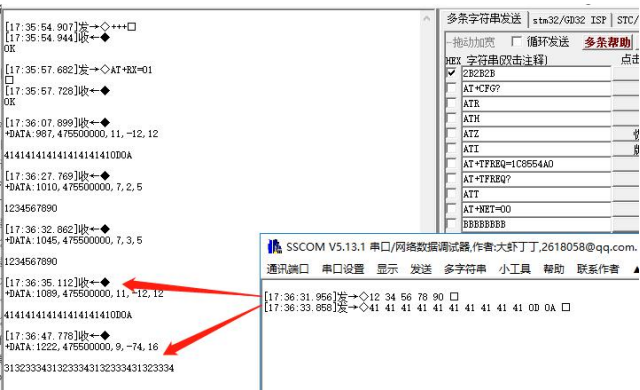 [17:35:54.907]发→◇+++□
[17:35:54.944]收←◆
OK
[17:35:57.682]发→◇AT+RX=01
□
[17:35:57.728]收←◆
OK
[17:36:07.899]收←◆
+DATA:987,475500000,11,-12,12
4141414141414141410D0A
[17:36:27.769]收←◆
+DATA:1010,475500000,7,2,5
1234567890
[17:36:32.862]收←◆
+DATA:1045,475500000,7,3,5
1234567890
[17:36:35.112]收←◆
+DATA:1089,475500000,11,-12,12
4141414141414141410D0A
[17:36:47.778]收←◆
+DATA:1222,475500000,9,-74,16
31323334313233343132333431323334
多条字符串发送 stm32/GD32 ISP STC/
拖动加宽 循环发送 多条帮助
HEX 字符串(双击注释) 点击
2B2B2B
AT+CFG?
ATR
ATH
ATZ
ATI
AT+TFREQ=1C8554A0
AT+TFREQ?
ATT
AT+NET=00
BBBBBBBB
SSCOM V5.13.1 串口/网络数据调试器,作者:大虾丁丁,2618058@qq.com.
通讯端口 串口设置 显示 发送 多字符串 小工具 帮助 联系作者 ▲
[17:36:31.956]发→◇12 34 56 78 90 □
[17:36:33.858]发→◇41 41 41 41 41 41 41 41 41 0D 0A □